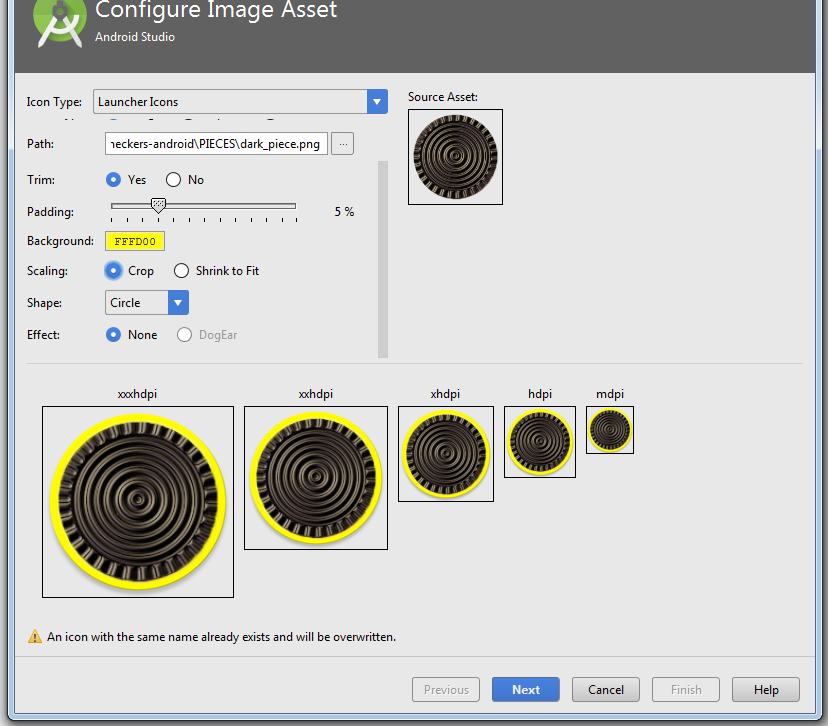 Configure Image Asset
Android Studio
Icon Type: Launcher Icons
Source Asset:
Path: neckers-android\PIECES\dark_piece.png ...
Trim: Yes No
Padding: 5 %
Background: FFFD00
Scaling: Crop Shrink to Fit
Shape: Circle
Effect: None DogEar
xxxhdpi xxhdpi xhdpi hdpi mdpi
An icon with the same name already exists and will be overwritten.
Previous Next Cancel Finish Help